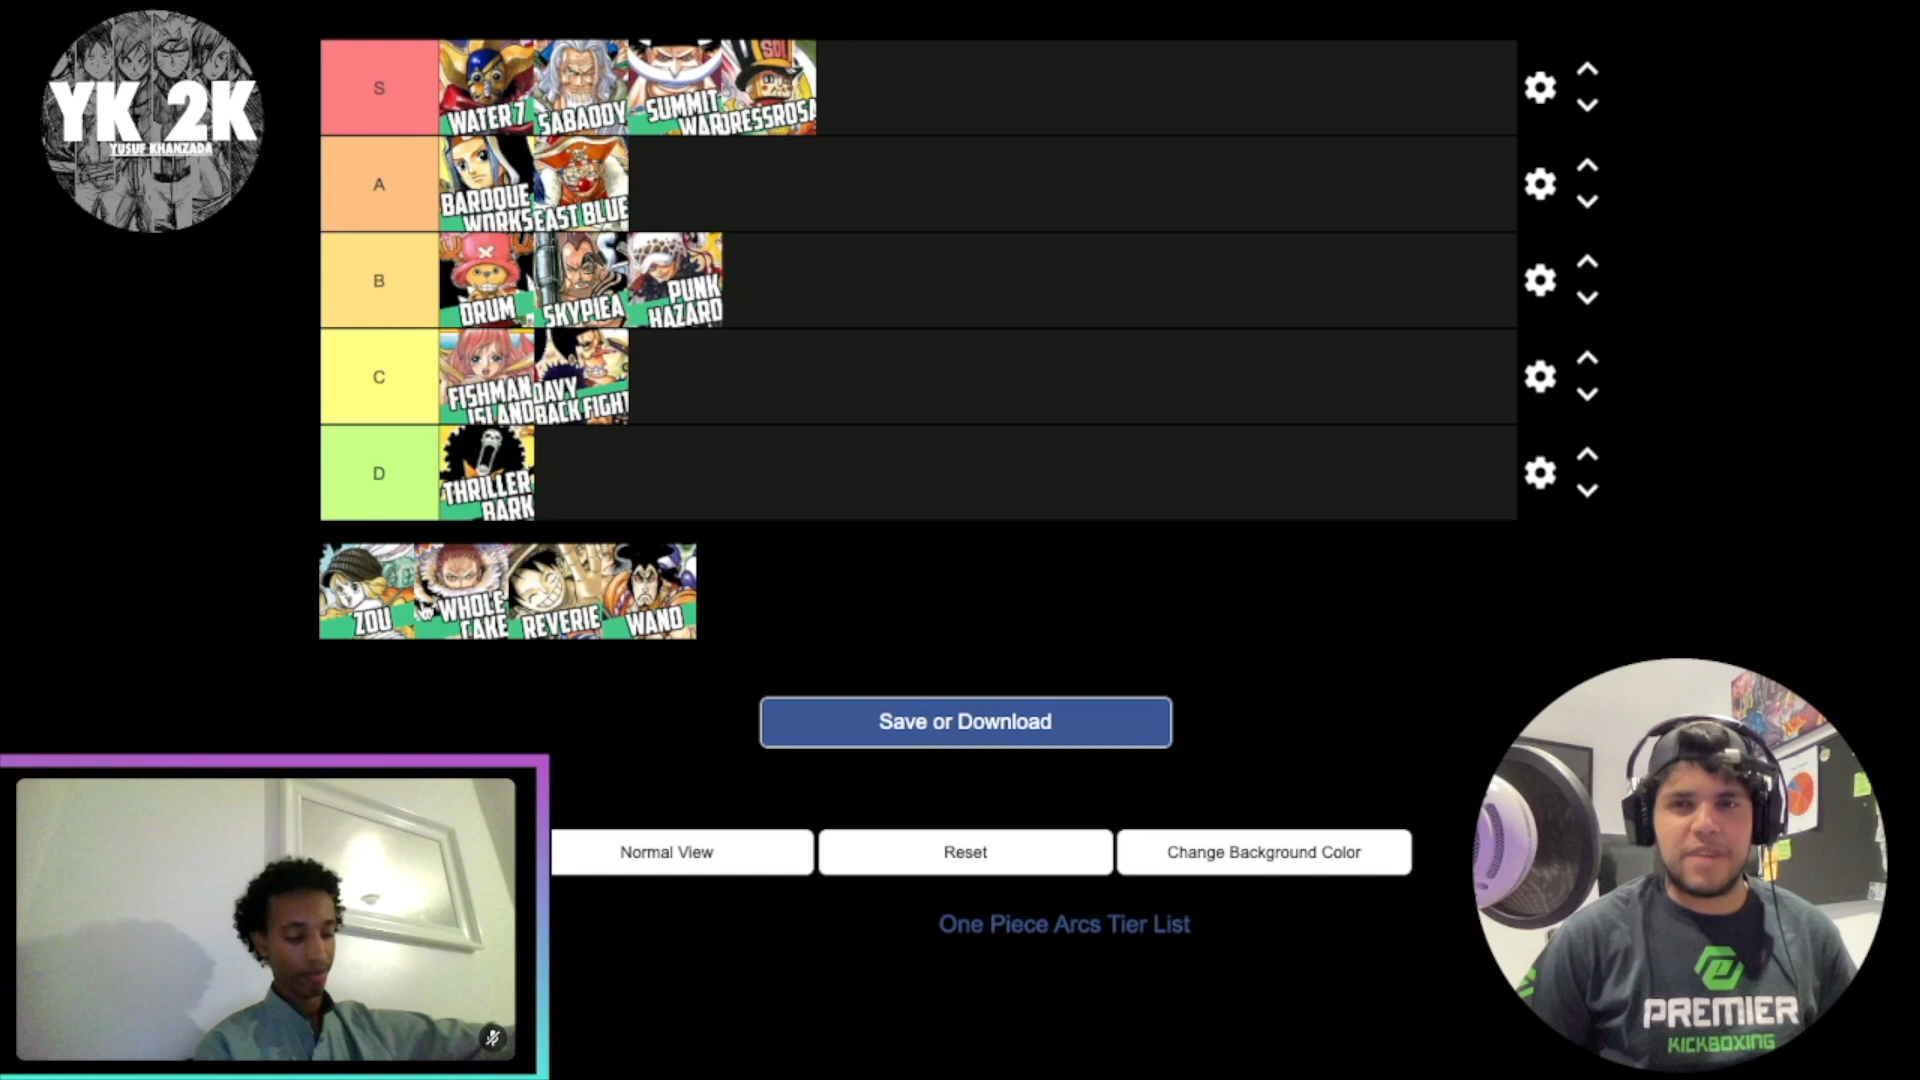 YK 2K
YUSUF KHANZADA
S
WATER 7
SABAODY
SUMMIT
WAR
DRESSROSA
A
BAROQUE
WORKS
EAST BLUE
B
DRUM
SKYPIEA
PUNK
HAZARD
C
FISHMAN
ISLAND
DAVY
BACK FIGHT
D
THRILLER
BARK
ZOU
WHOLE
CAKE
REVERIE
WANO
Save or Download
Normal View
Reset
Change Background Color
One Piece Arcs Tier List
PREMIER
KICKBOXING